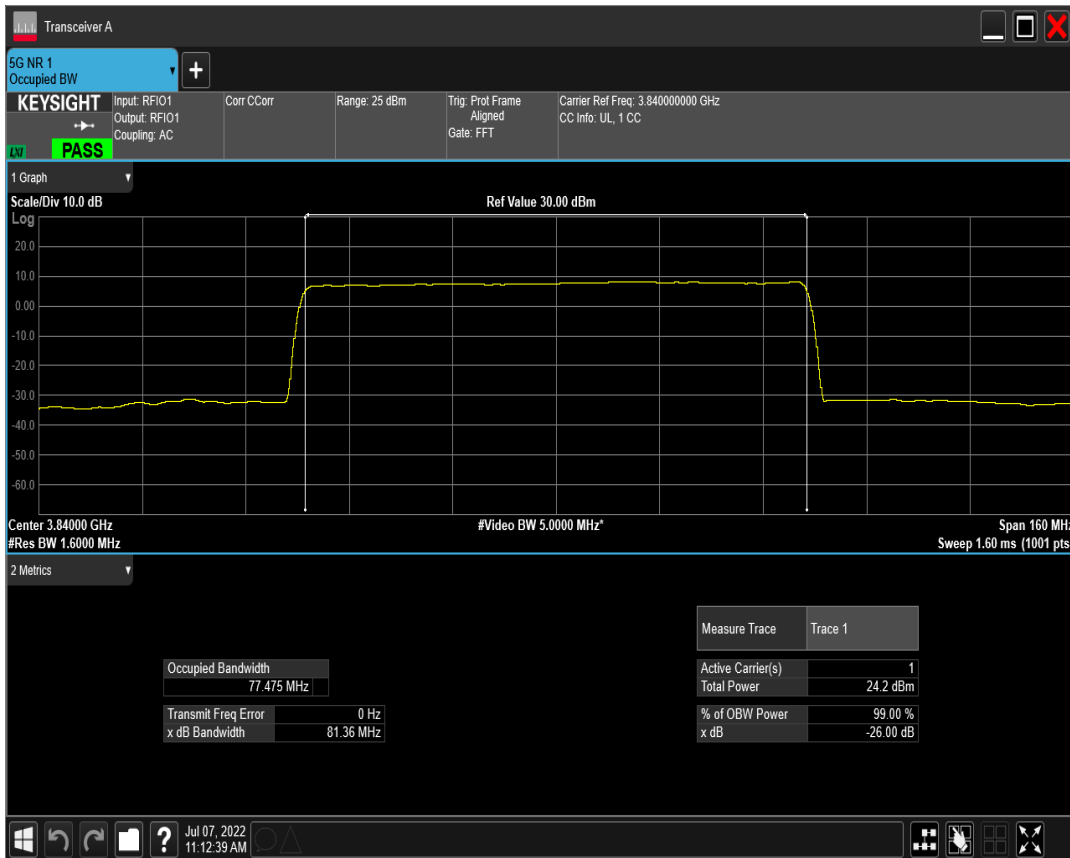 Transceiver A
5G NR 1
Occupied BW
KEYSIGHT
LXI
PASS
Input: RFIO1
Output: RFIO1
Coupling: AC
Corr CCorr
Range: 25 dBm
Trig: Prot Frame
Aligned
Gate: FFT
Carrier Ref Freq: 3.840000000 GHz
CC Info: UL, 1 CC
1 Graph
Scale/Div 10.0 dB
Ref Value 30.00 dBm
Log
20.0
10.0
0.00
-10.0
-20.0
-30.0
-40.0
-50.0
-60.0
Center 3.84000 GHz
#Video BW 5.0000 MHz*
Span 160 MHz
#Res BW 1.6000 MHz
Sweep 1.60 ms (1001 pts
2 Metrics
Measure Trace Trace 1
Occupied Bandwidth
77.475 MHz
Active Carrier(s) 1
Total Power 24.2 dBm
Transmit Freq Error 0 Hz
x dB Bandwidth 81.36 MHz
% of OBW Power 99.00 %
x dB -26.00 dB
Jul 07, 2022
11:12:39 AM